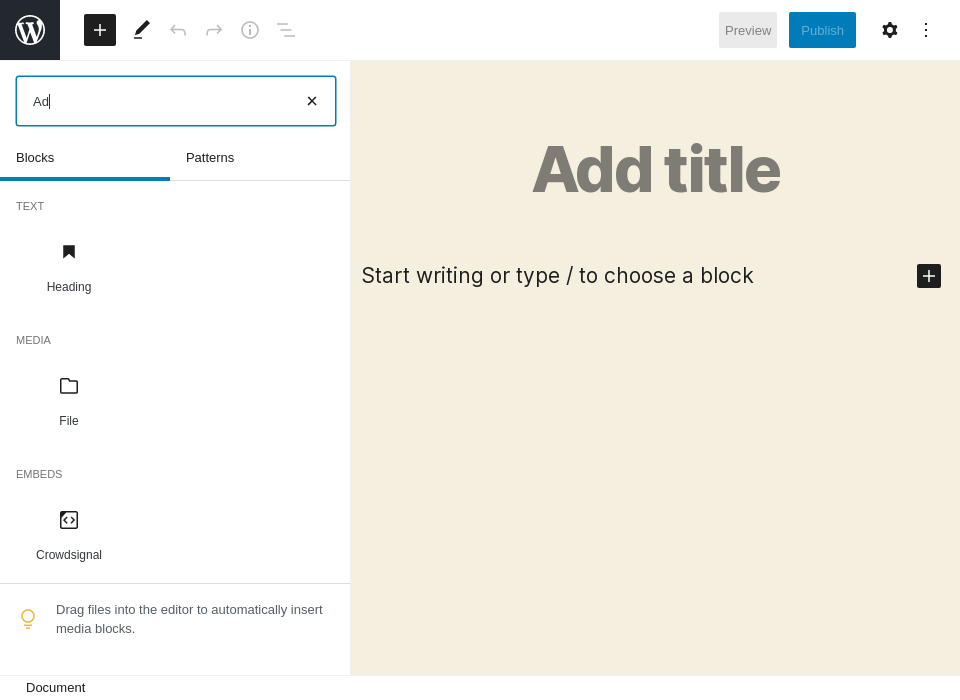 Preview
Publish
Ad
Blocks
Patterns
TEXT
Heading
MEDIA
File
EMBEDS
Crowdsignal
Drag files into the editor to automatically insert
media blocks.
Add title
Start writing or type / to choose a block
Document